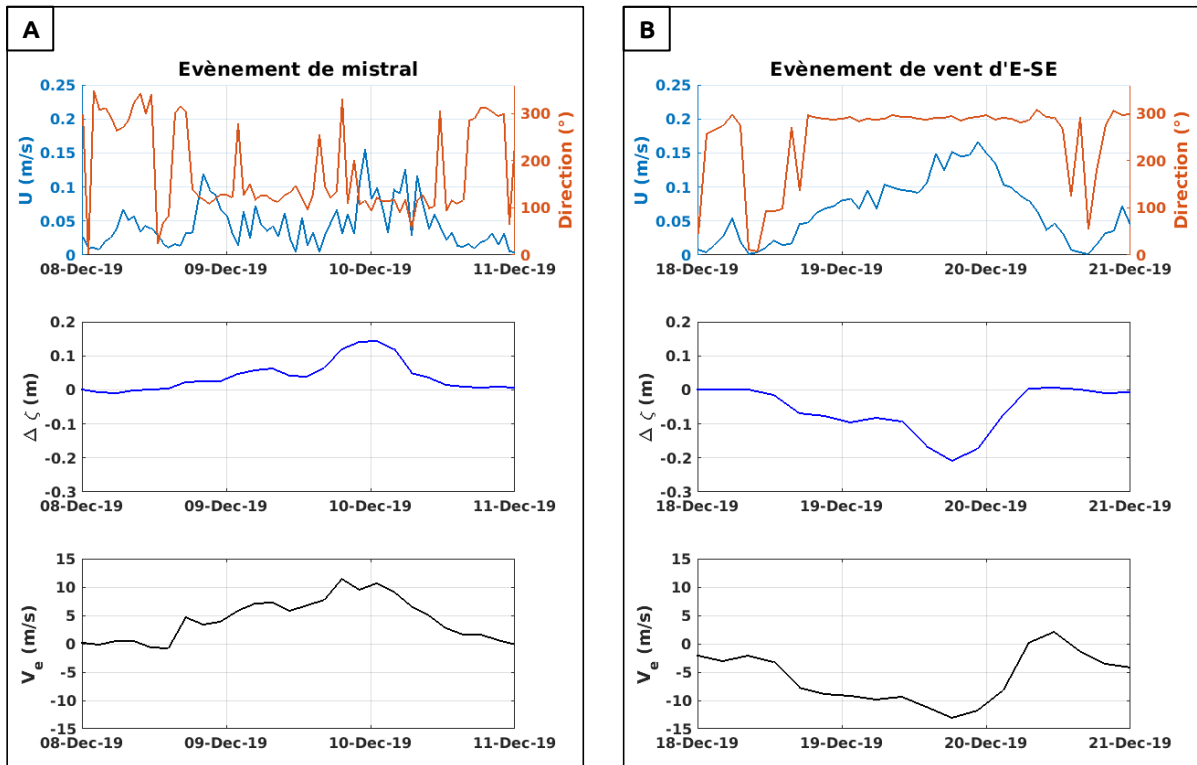 A
Evènement de mistral
0.25
0.2
0.15
0.1
0.05
0
U (m/s)
300
200
100
0
Direction (°)
08-Dec-19 09-Dec-19 10-Dec-19 11-Dec-19
0.2
0.1
0
-0.1
-0.2
-0.3
Δ ζ (m)
08-Dec-19 09-Dec-19 10-Dec-19 11-Dec-19
15
10
5
0
-5
-10
-15
V_e (m/s)
08-Dec-19 09-Dec-19 10-Dec-19 11-Dec-19
B
Evènement de vent d'E-SE
0.25
0.2
0.15
0.1
0.05
0
U (m/s)
300
200
100
0
Direction (°)
18-Dec-19 19-Dec-19 20-Dec-19 21-Dec-19
0.2
0.1
0
-0.1
-0.2
-0.3
Δ ζ (m)
18-Dec-19 19-Dec-19 20-Dec-19 21-Dec-19
15
10
5
0
-5
-10
-15
V_e (m/s)
18-Dec-19 19-Dec-19 20-Dec-19 21-Dec-19